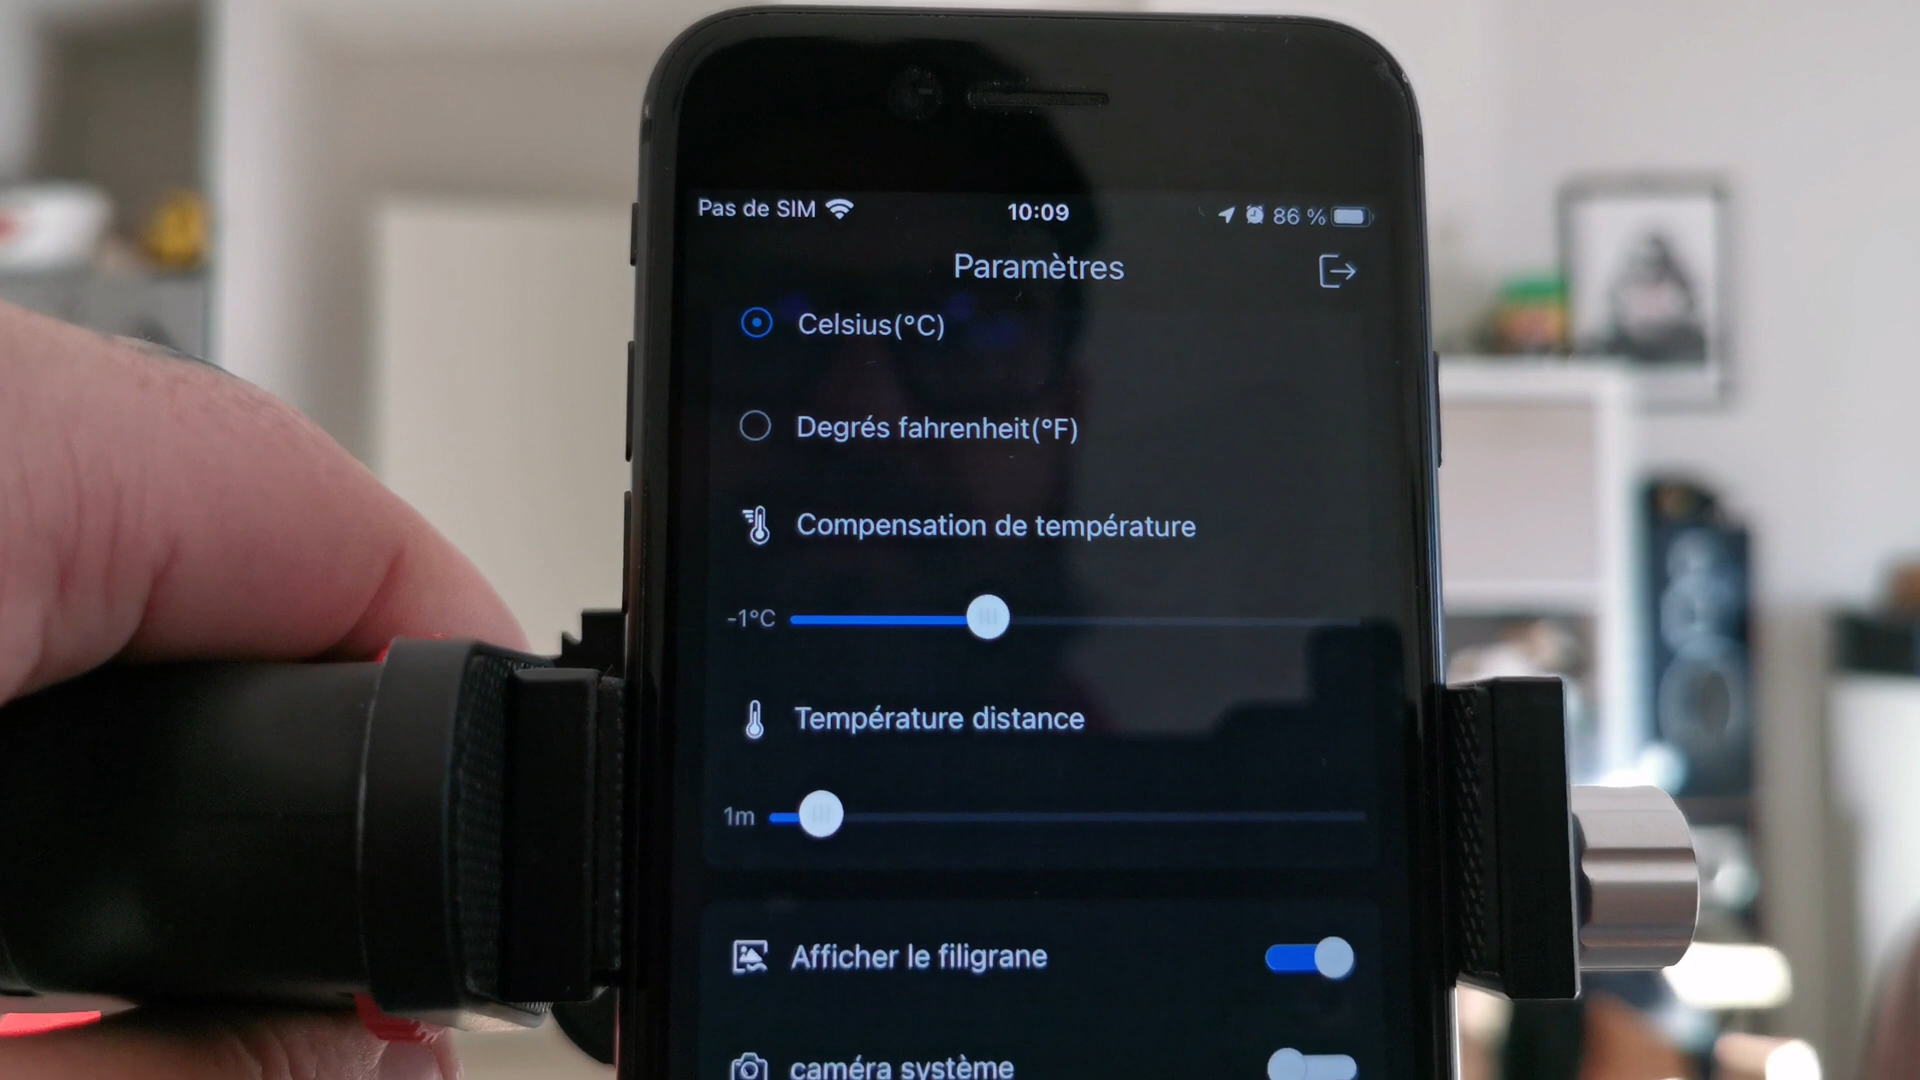 Pas de SIM 10:09 86 %
Paramètres
Celsius(°C)
Degrés fahrenheit(°F)
Compensation de température
-1°C
Température distance
1m
Afficher le filigrane
caméra système